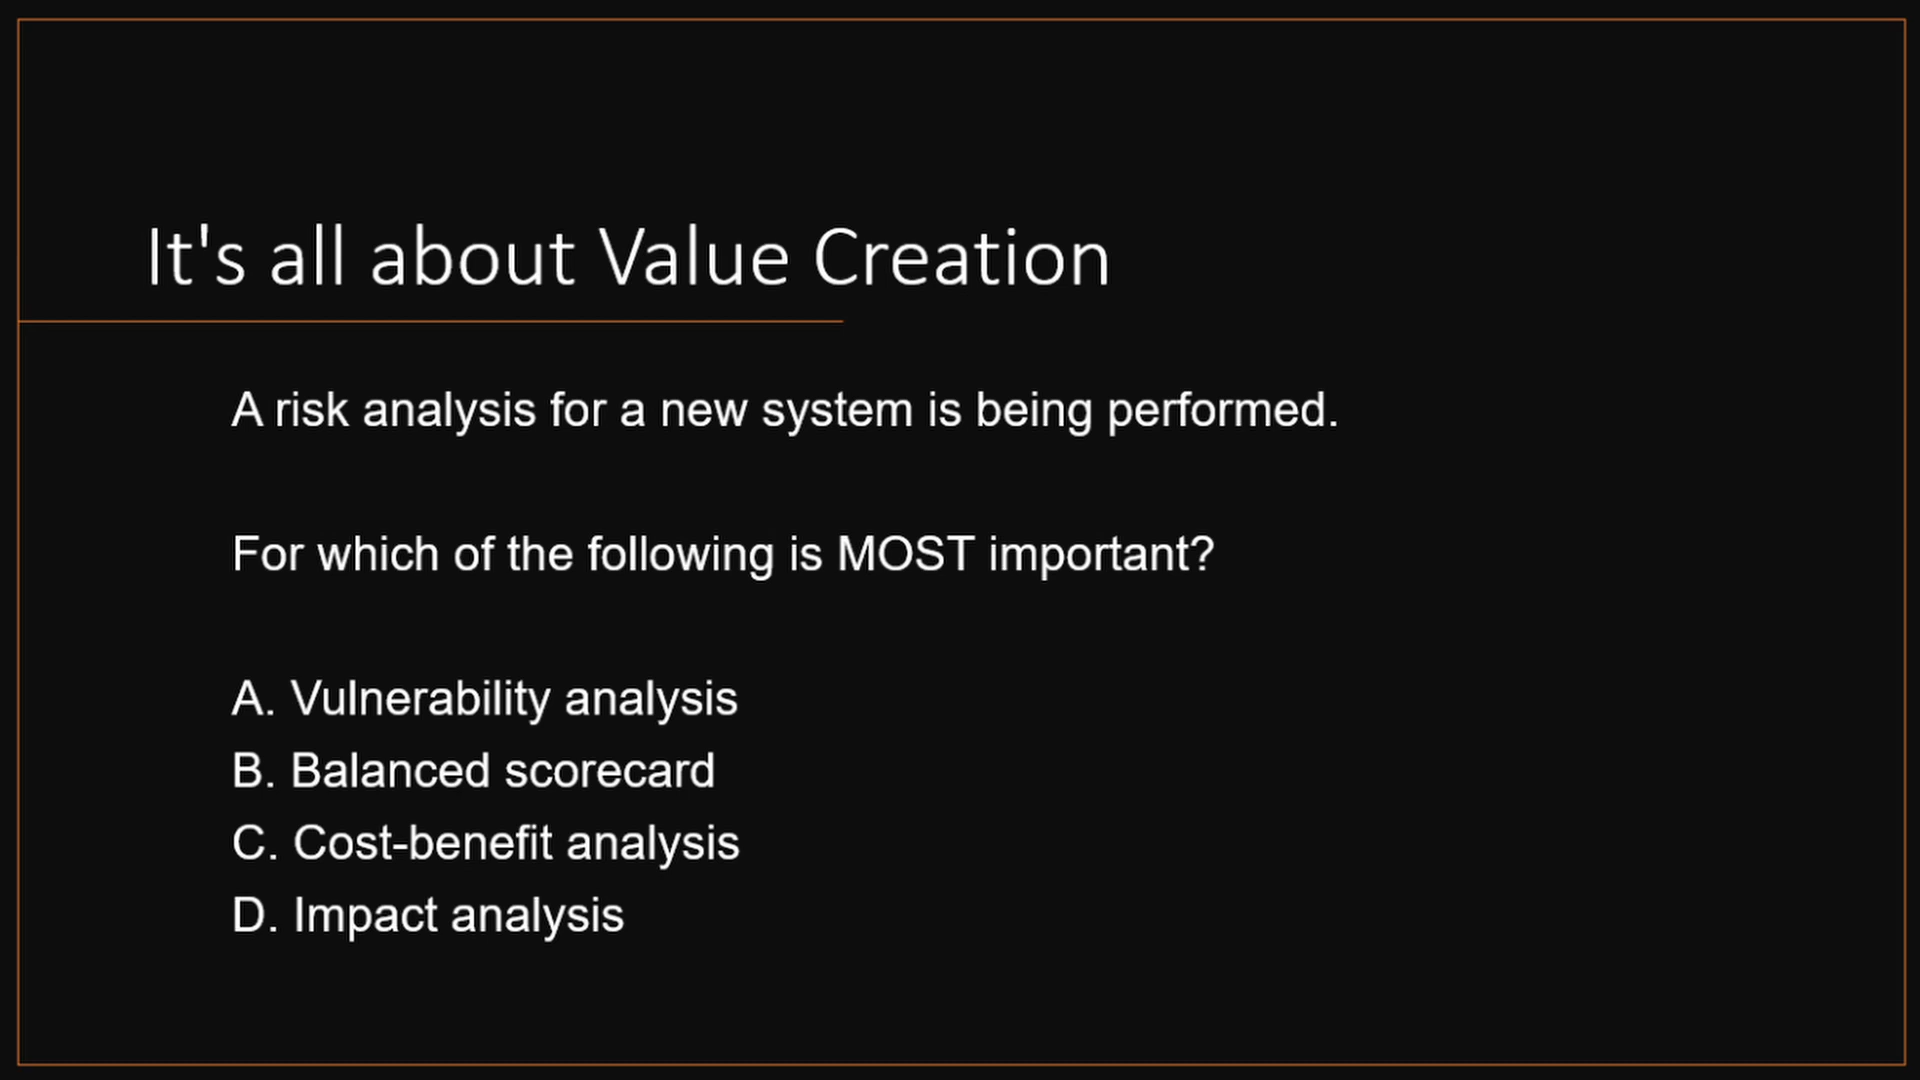 It's all about Value Creation
A risk analysis for a new system is being performed.
For which of the following is MOST important?
A. Vulnerability analysis
B. Balanced scorecard
C. Cost-benefit analysis
D. Impact analysis